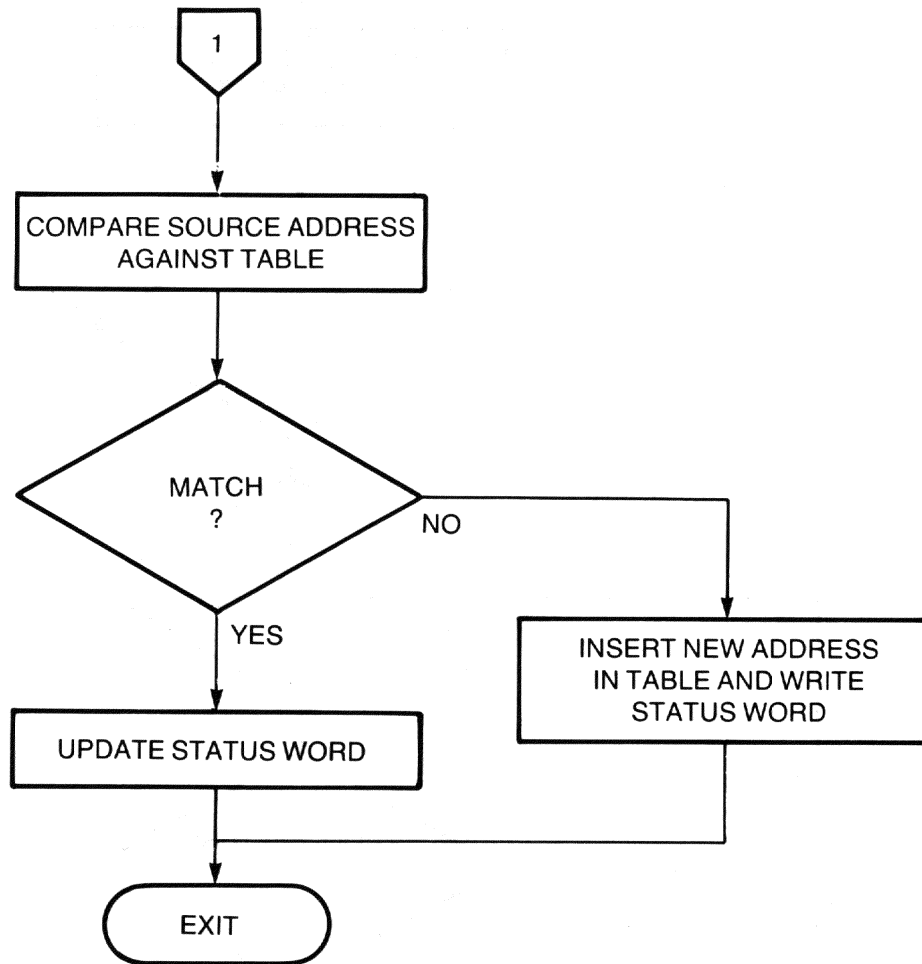 1
COMPARE SOURCE ADDRESS
AGAINST TABLE
MATCH
?
NO
YES
INSERT NEW ADDRESS
IN TABLE AND WRITE
STATUS WORD
UPDATE STATUS WORD
EXIT